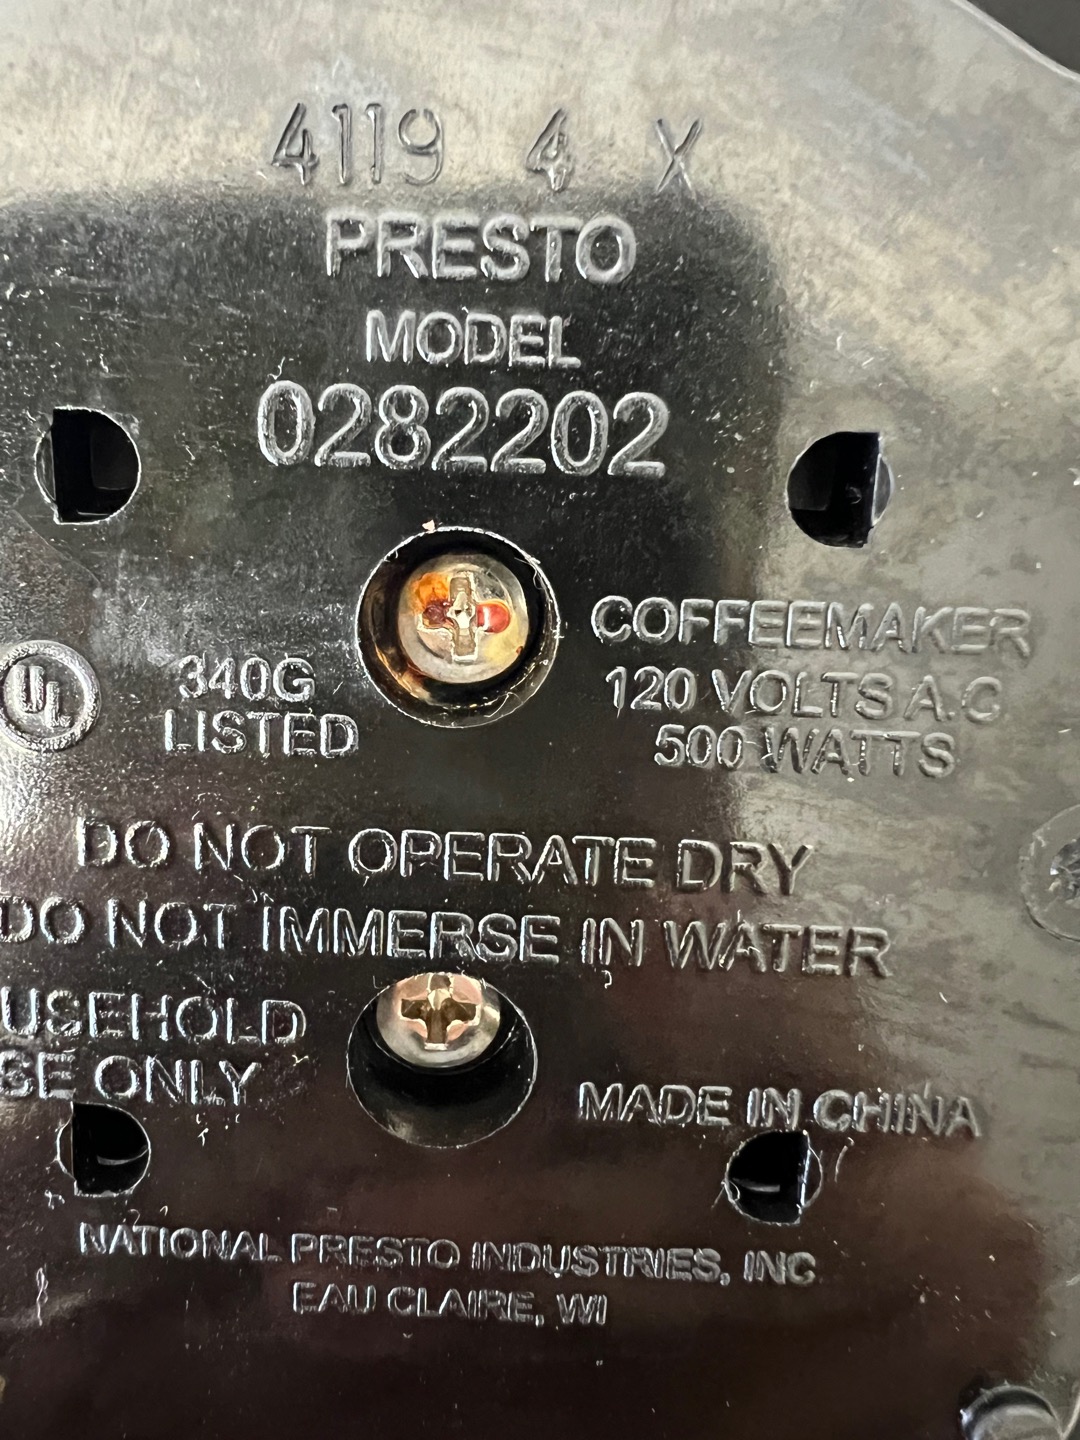 4119 4 X
PRESTO
MODEL
0282202
UL
340G
LISTED
COFFEEMAKER
120 VOLTS A.C
500 WATTS
DO NOT OPERATE DRY
DO NOT IMMERSE IN WATER
USEHOLD
SE ONLY
MADE IN CHINA
NATIONAL PRESTO INDUSTRIES, INC
EAU CLAIRE, WI